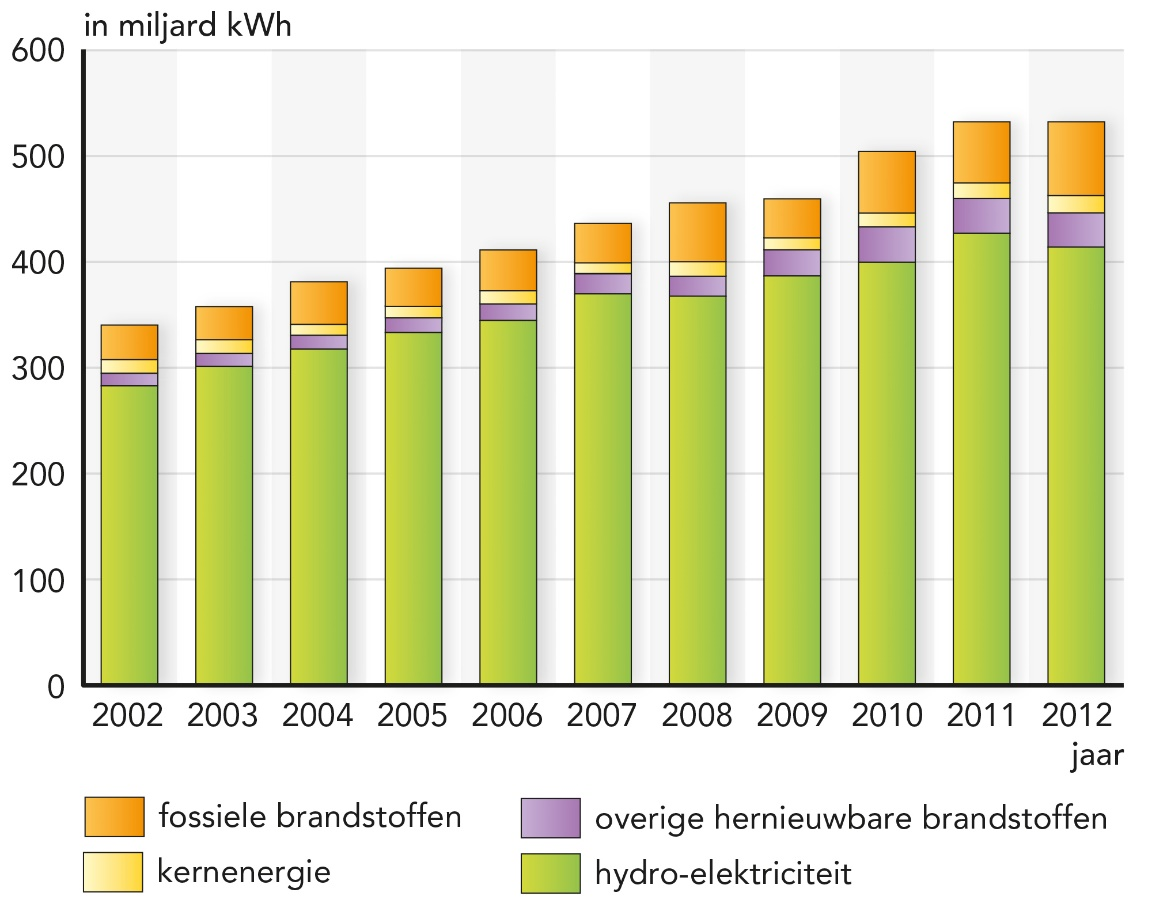 in miljard kWh
600
500
400
300
200
100
0
2002 2003 2004 2005 2006 2007 2008 2009 2010 2011 2012
jaar
fossiele brandstoffen
overige hernieuwbare brandstoffen
kernenergie
hydro-elektriciteit